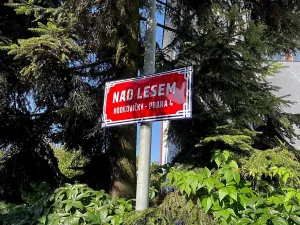 NAD LESEM
HODKOVIČKY - PRAHA 4